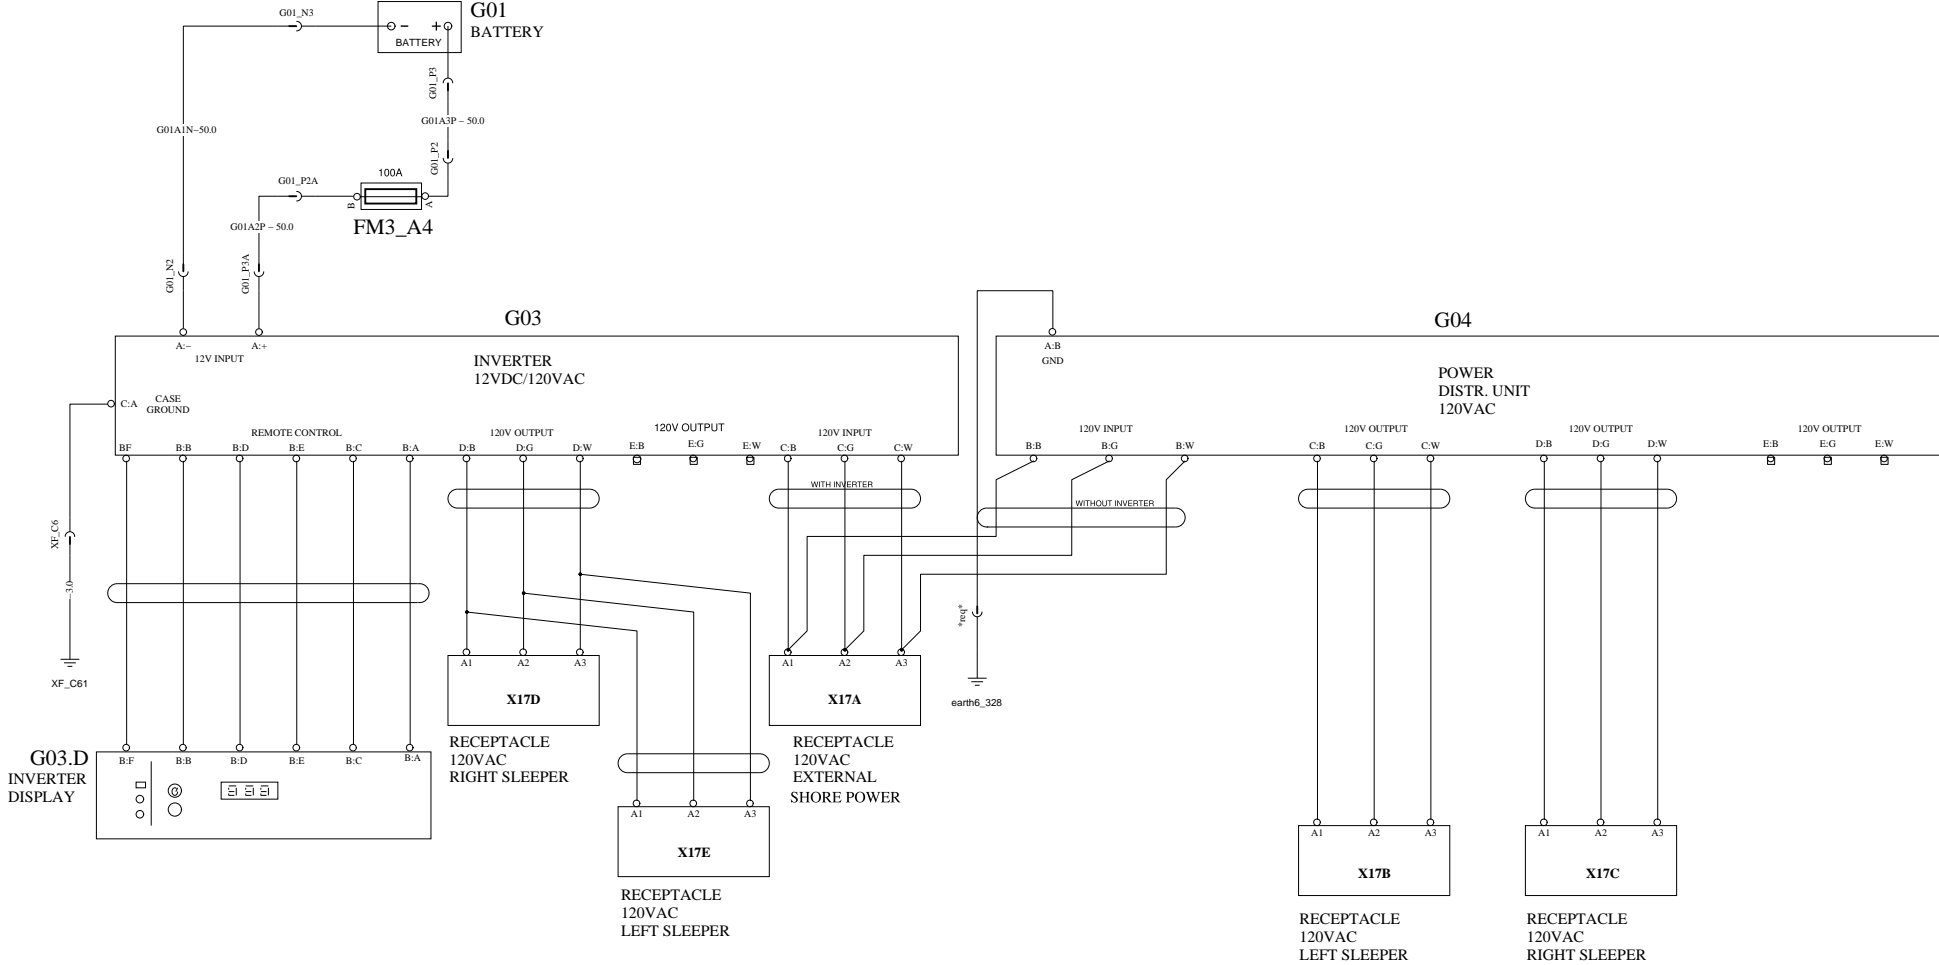 G01_N3
G01
BATTERY
− +
BATTERY
G01_P3
G01A1N−50.0
G01A3P − 50.0
G01_P2
100A
G01_P2A
B
A
FM3_A4
G01A2P − 50.0
G01_N2
G01_P3A
G03
G04
A:−
A:+
12V INPUT
INVERTER
12VDC/120VAC
A:B
GND
POWER
DISTR. UNIT
120VAC
C:A
CASE
GROUND
REMOTE CONTROL
120V OUTPUT
120V OUTPUT
120V INPUT
120V INPUT
120V OUTPUT
120V OUTPUT
120V OUTPUT
BF
B:B
B:D
B:E
B:C
B:A
D:B
D:G
D:W
E:B
E:G
E:W
C:B
C:G
C:W
B:B
B:G
B:W
C:B
C:G
C:W
D:B
D:G
D:W
E:B
E:G
E:W
WITH INVERTER
WITHOUT INVERTER
XF_C6
−3.0
XF_C61
*req*
earth6_328
A1
A2
A3
X17D
RECEPTACLE
120VAC
RIGHT SLEEPER
A1
A2
A3
X17A
RECEPTACLE
120VAC
EXTERNAL
SHORE POWER
G03.D
INVERTER
DISPLAY
B:F
B:B
B:D
B:E
B:C
B:A
A1
A2
A3
X17E
RECEPTACLE
120VAC
LEFT SLEEPER
A1
A2
A3
X17B
RECEPTACLE
120VAC
LEFT SLEEPER
A1
A2
A3
X17C
RECEPTACLE
120VAC
RIGHT SLEEPER